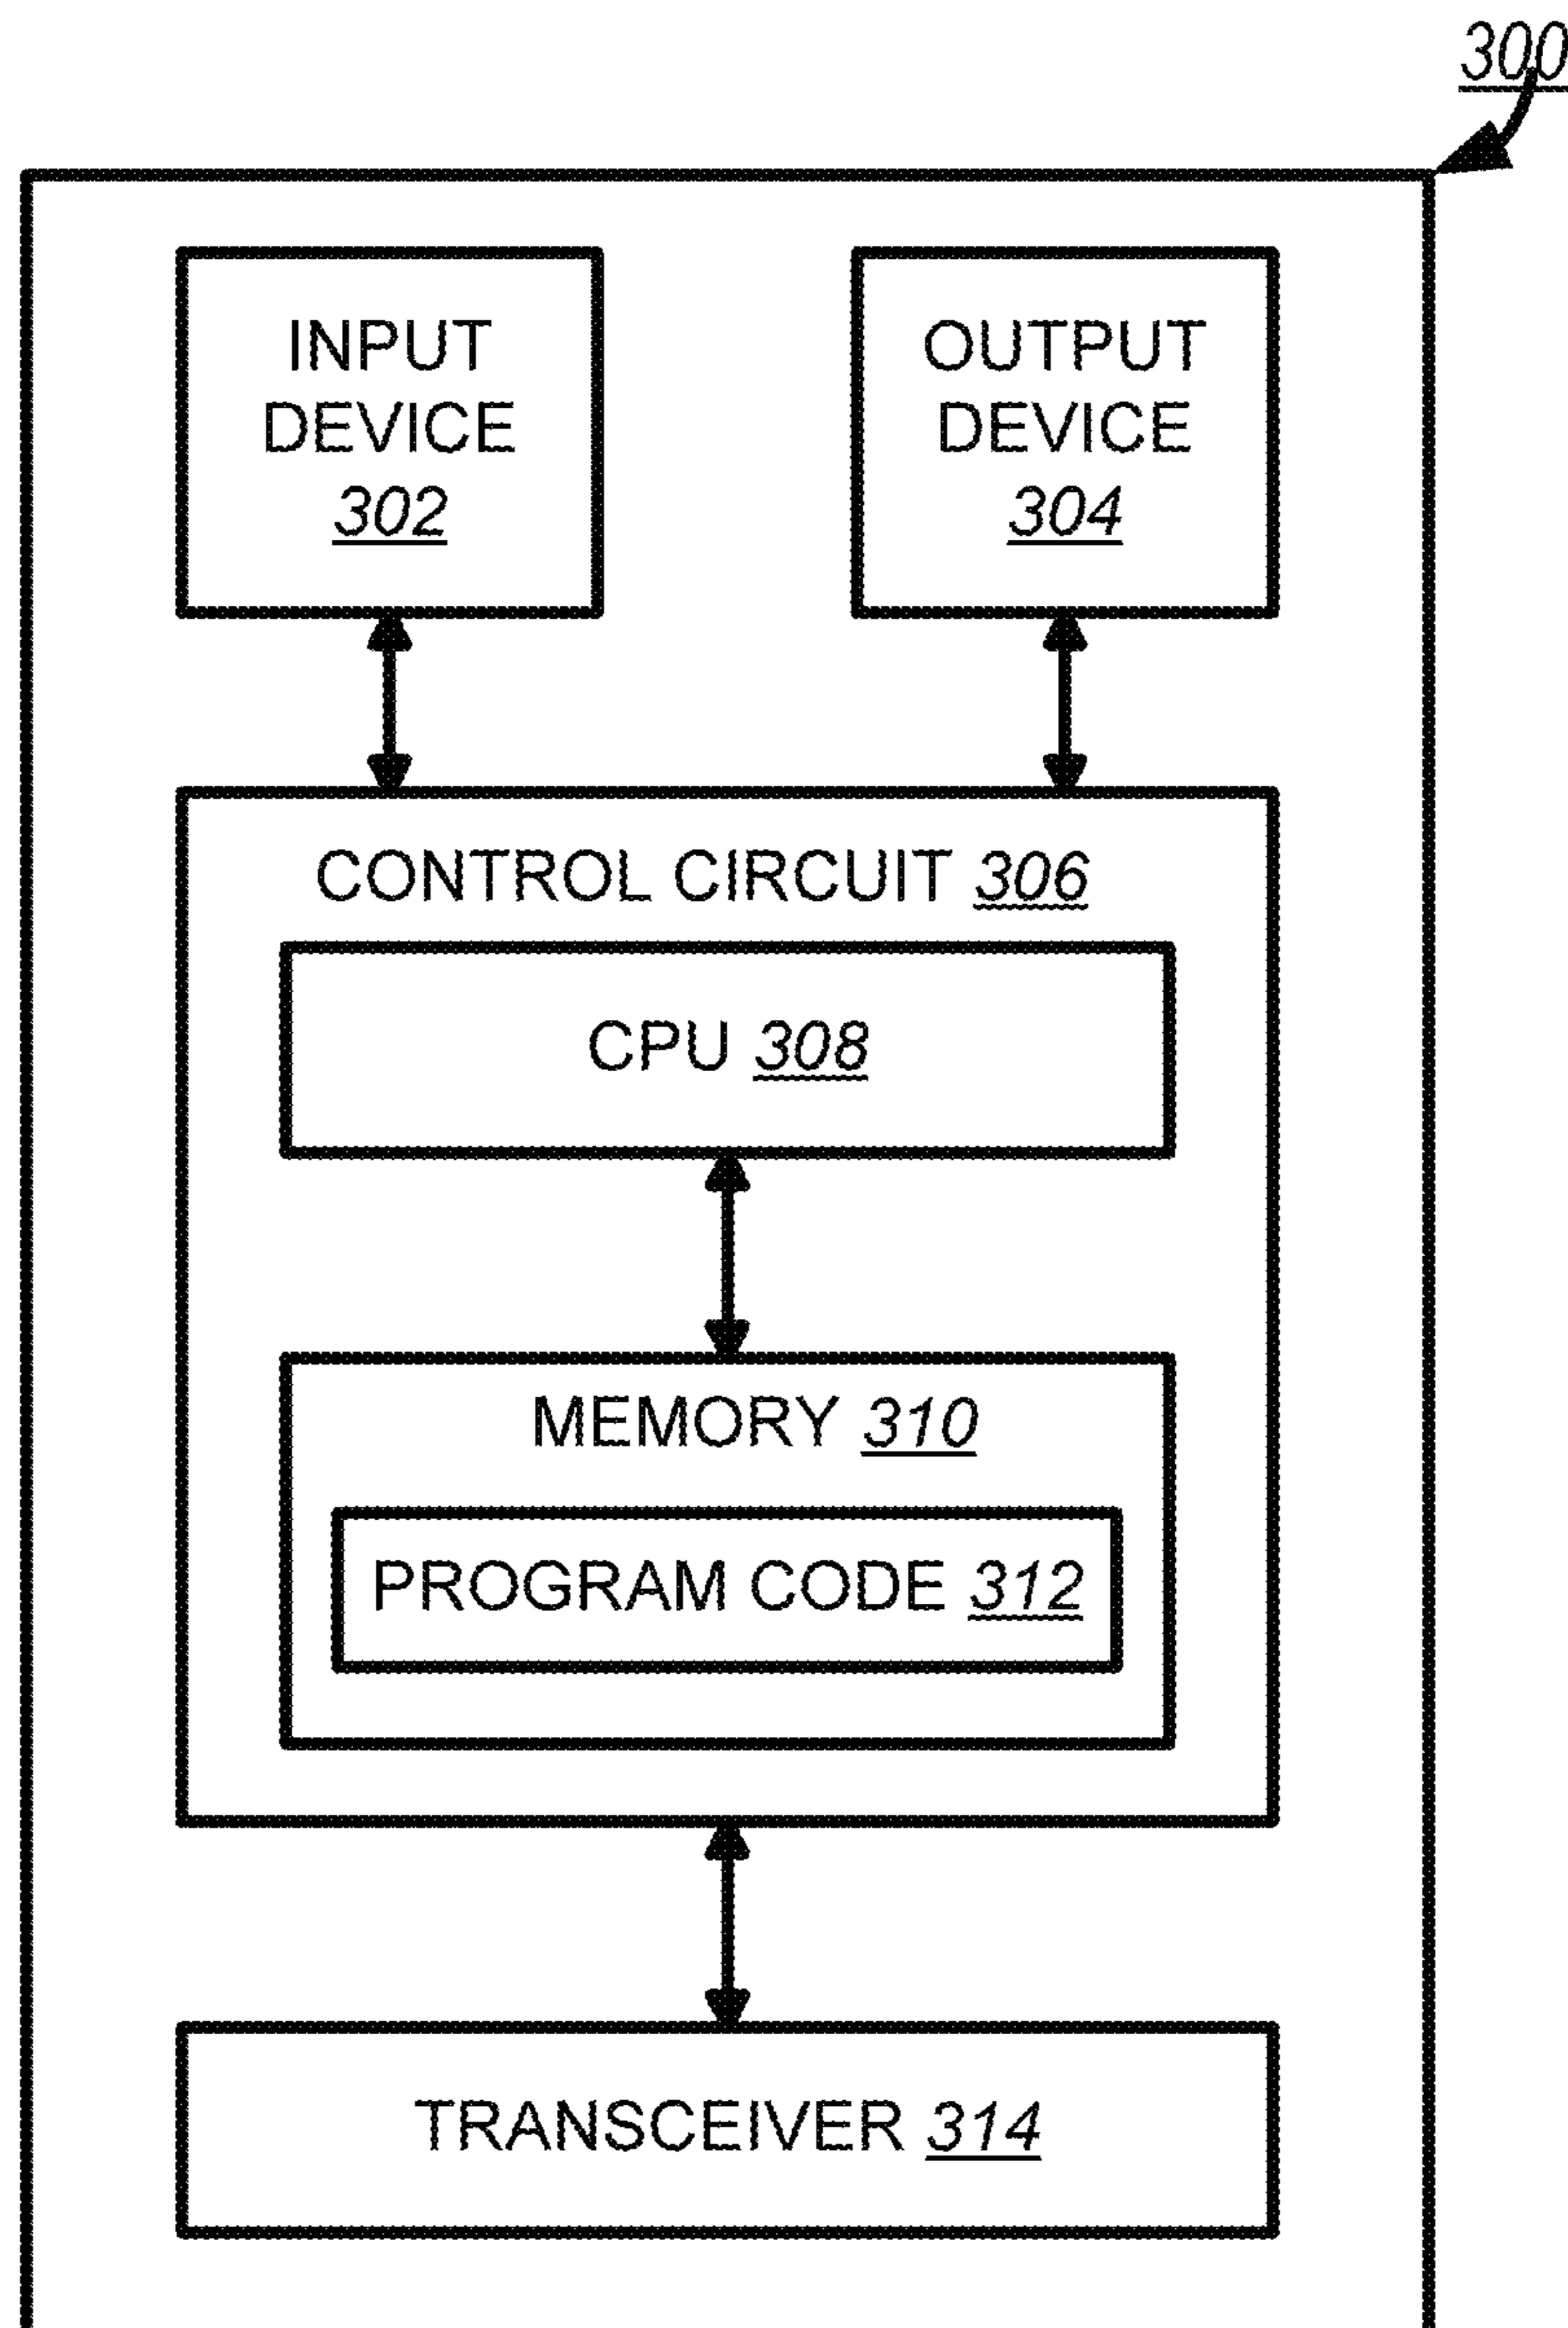 300
INPUT
DEVICE
302
OUTPUT
DEVICE
304
CONTROL CIRCUIT 306
CPU 308
MEMORY 310
PROGRAM CODE 312
TRANSCEIVER 314